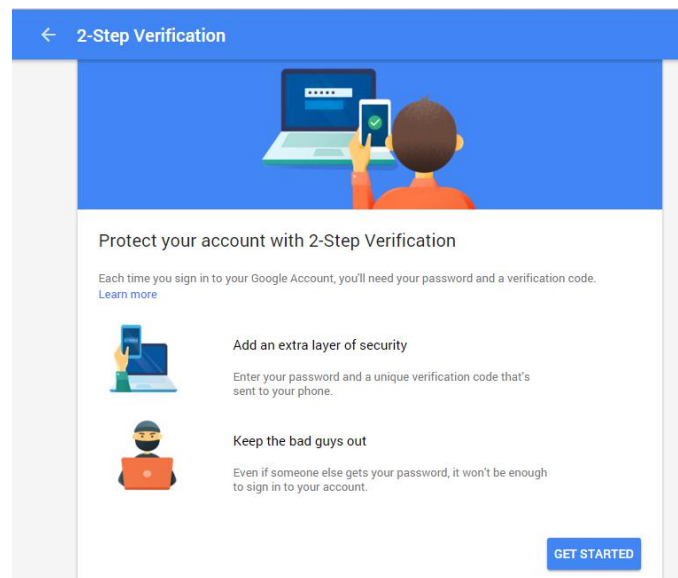 2-Step Verification
Protect your account with 2-Step Verification
Each time you sign in to your Google Account, you'll need your password and a verification code.
Learn more
Add an extra layer of security
Enter your password and a unique verification code that's
sent to your phone.
Keep the bad guys out
Even if someone else gets your password, it won't be enough
to sign in to your account.
GET STARTED